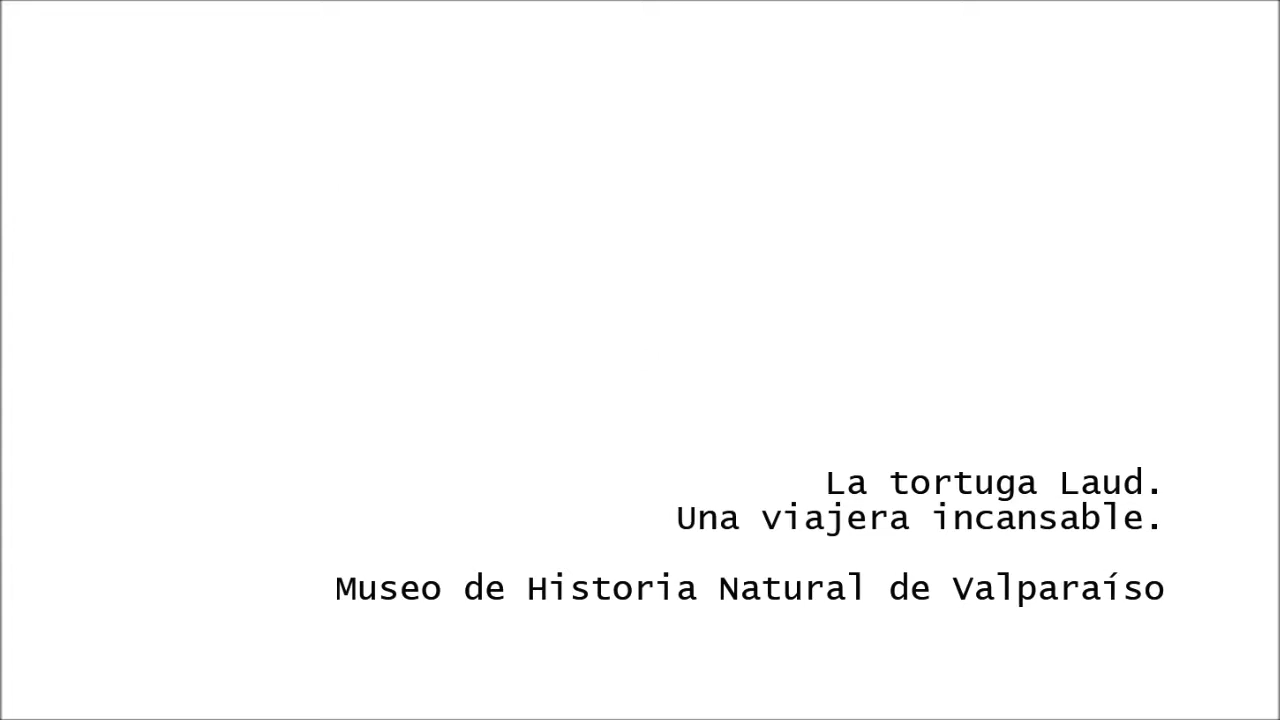 La tortuga Laud.
Una viajera incansable.
Museo de Historia Natural de Valparaíso